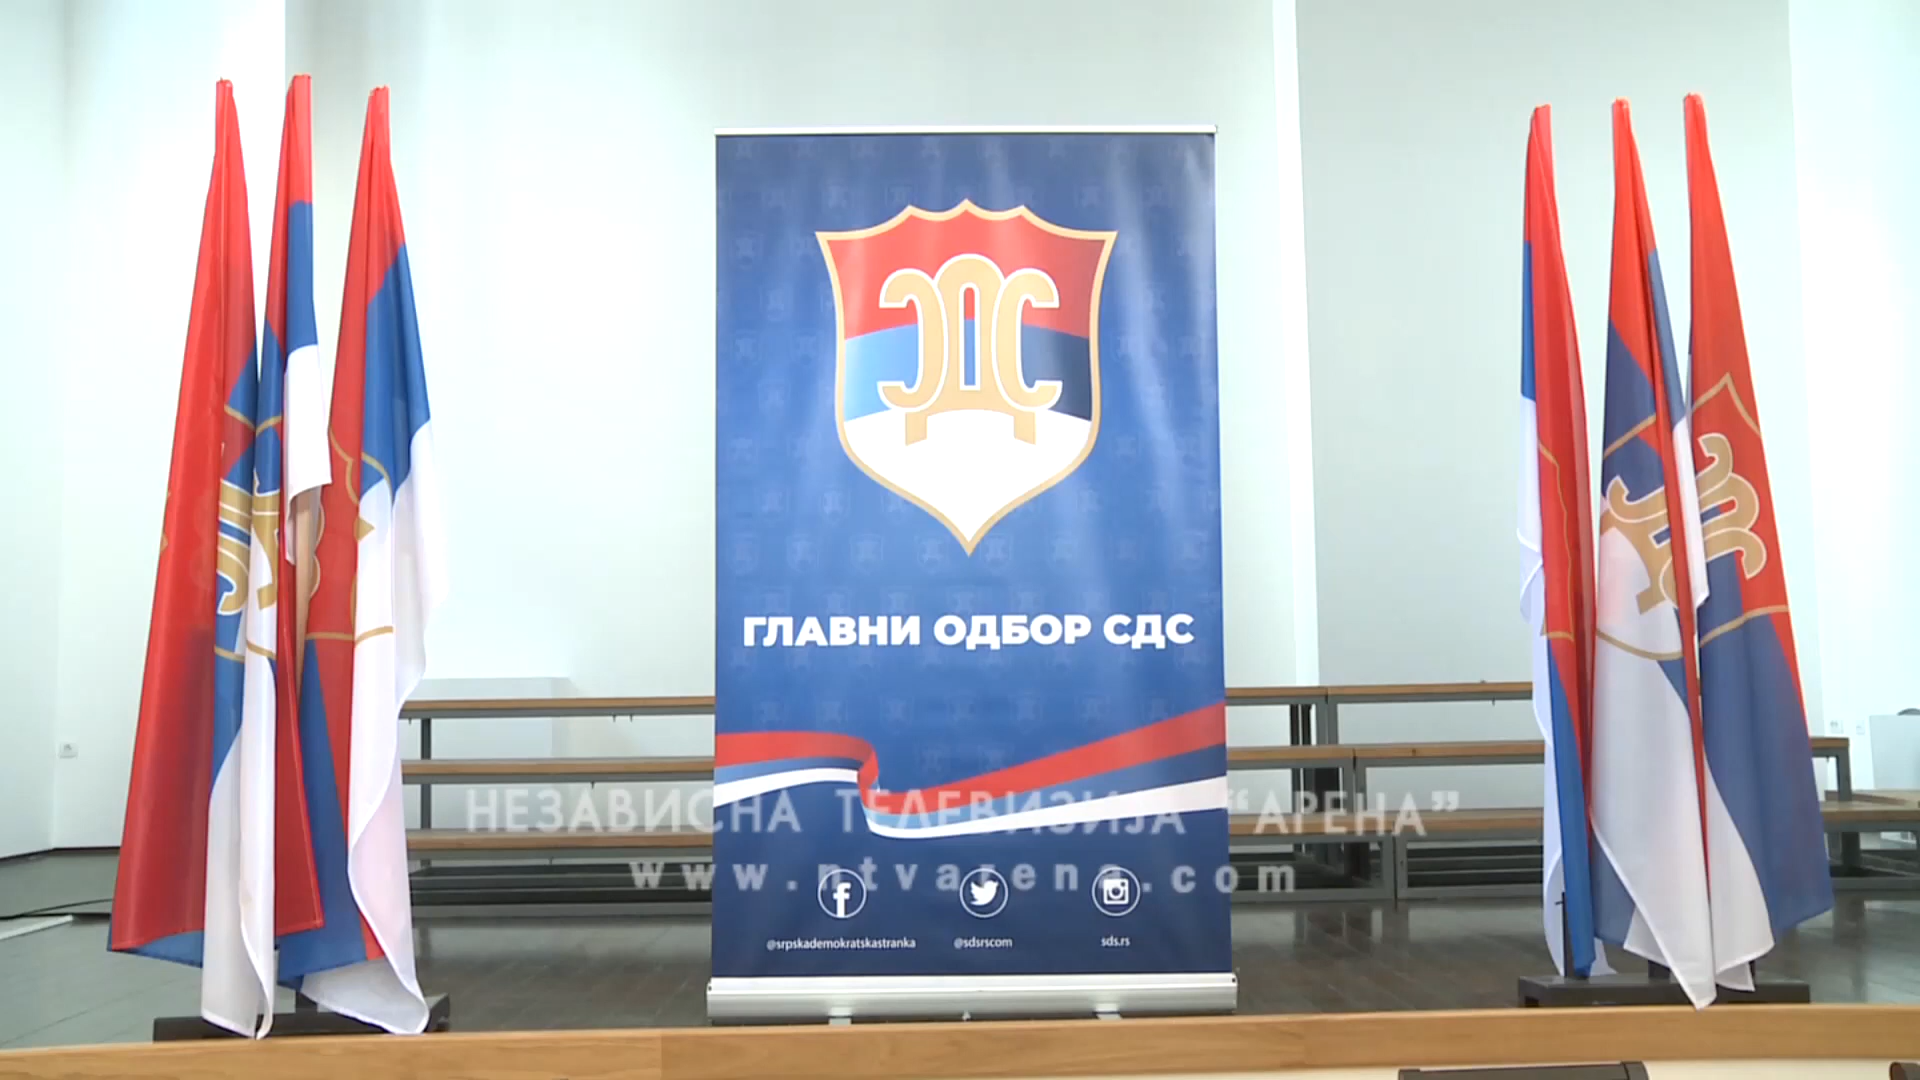 СДС
ГЛАВНИ ОДБОР СДС
НЕЗАВИСНА ТЕЛЕВИЗИЈА “АРЕНА”
www.ntvarena.com
@srpskademokratskastranka @sdsrscom sds.rs